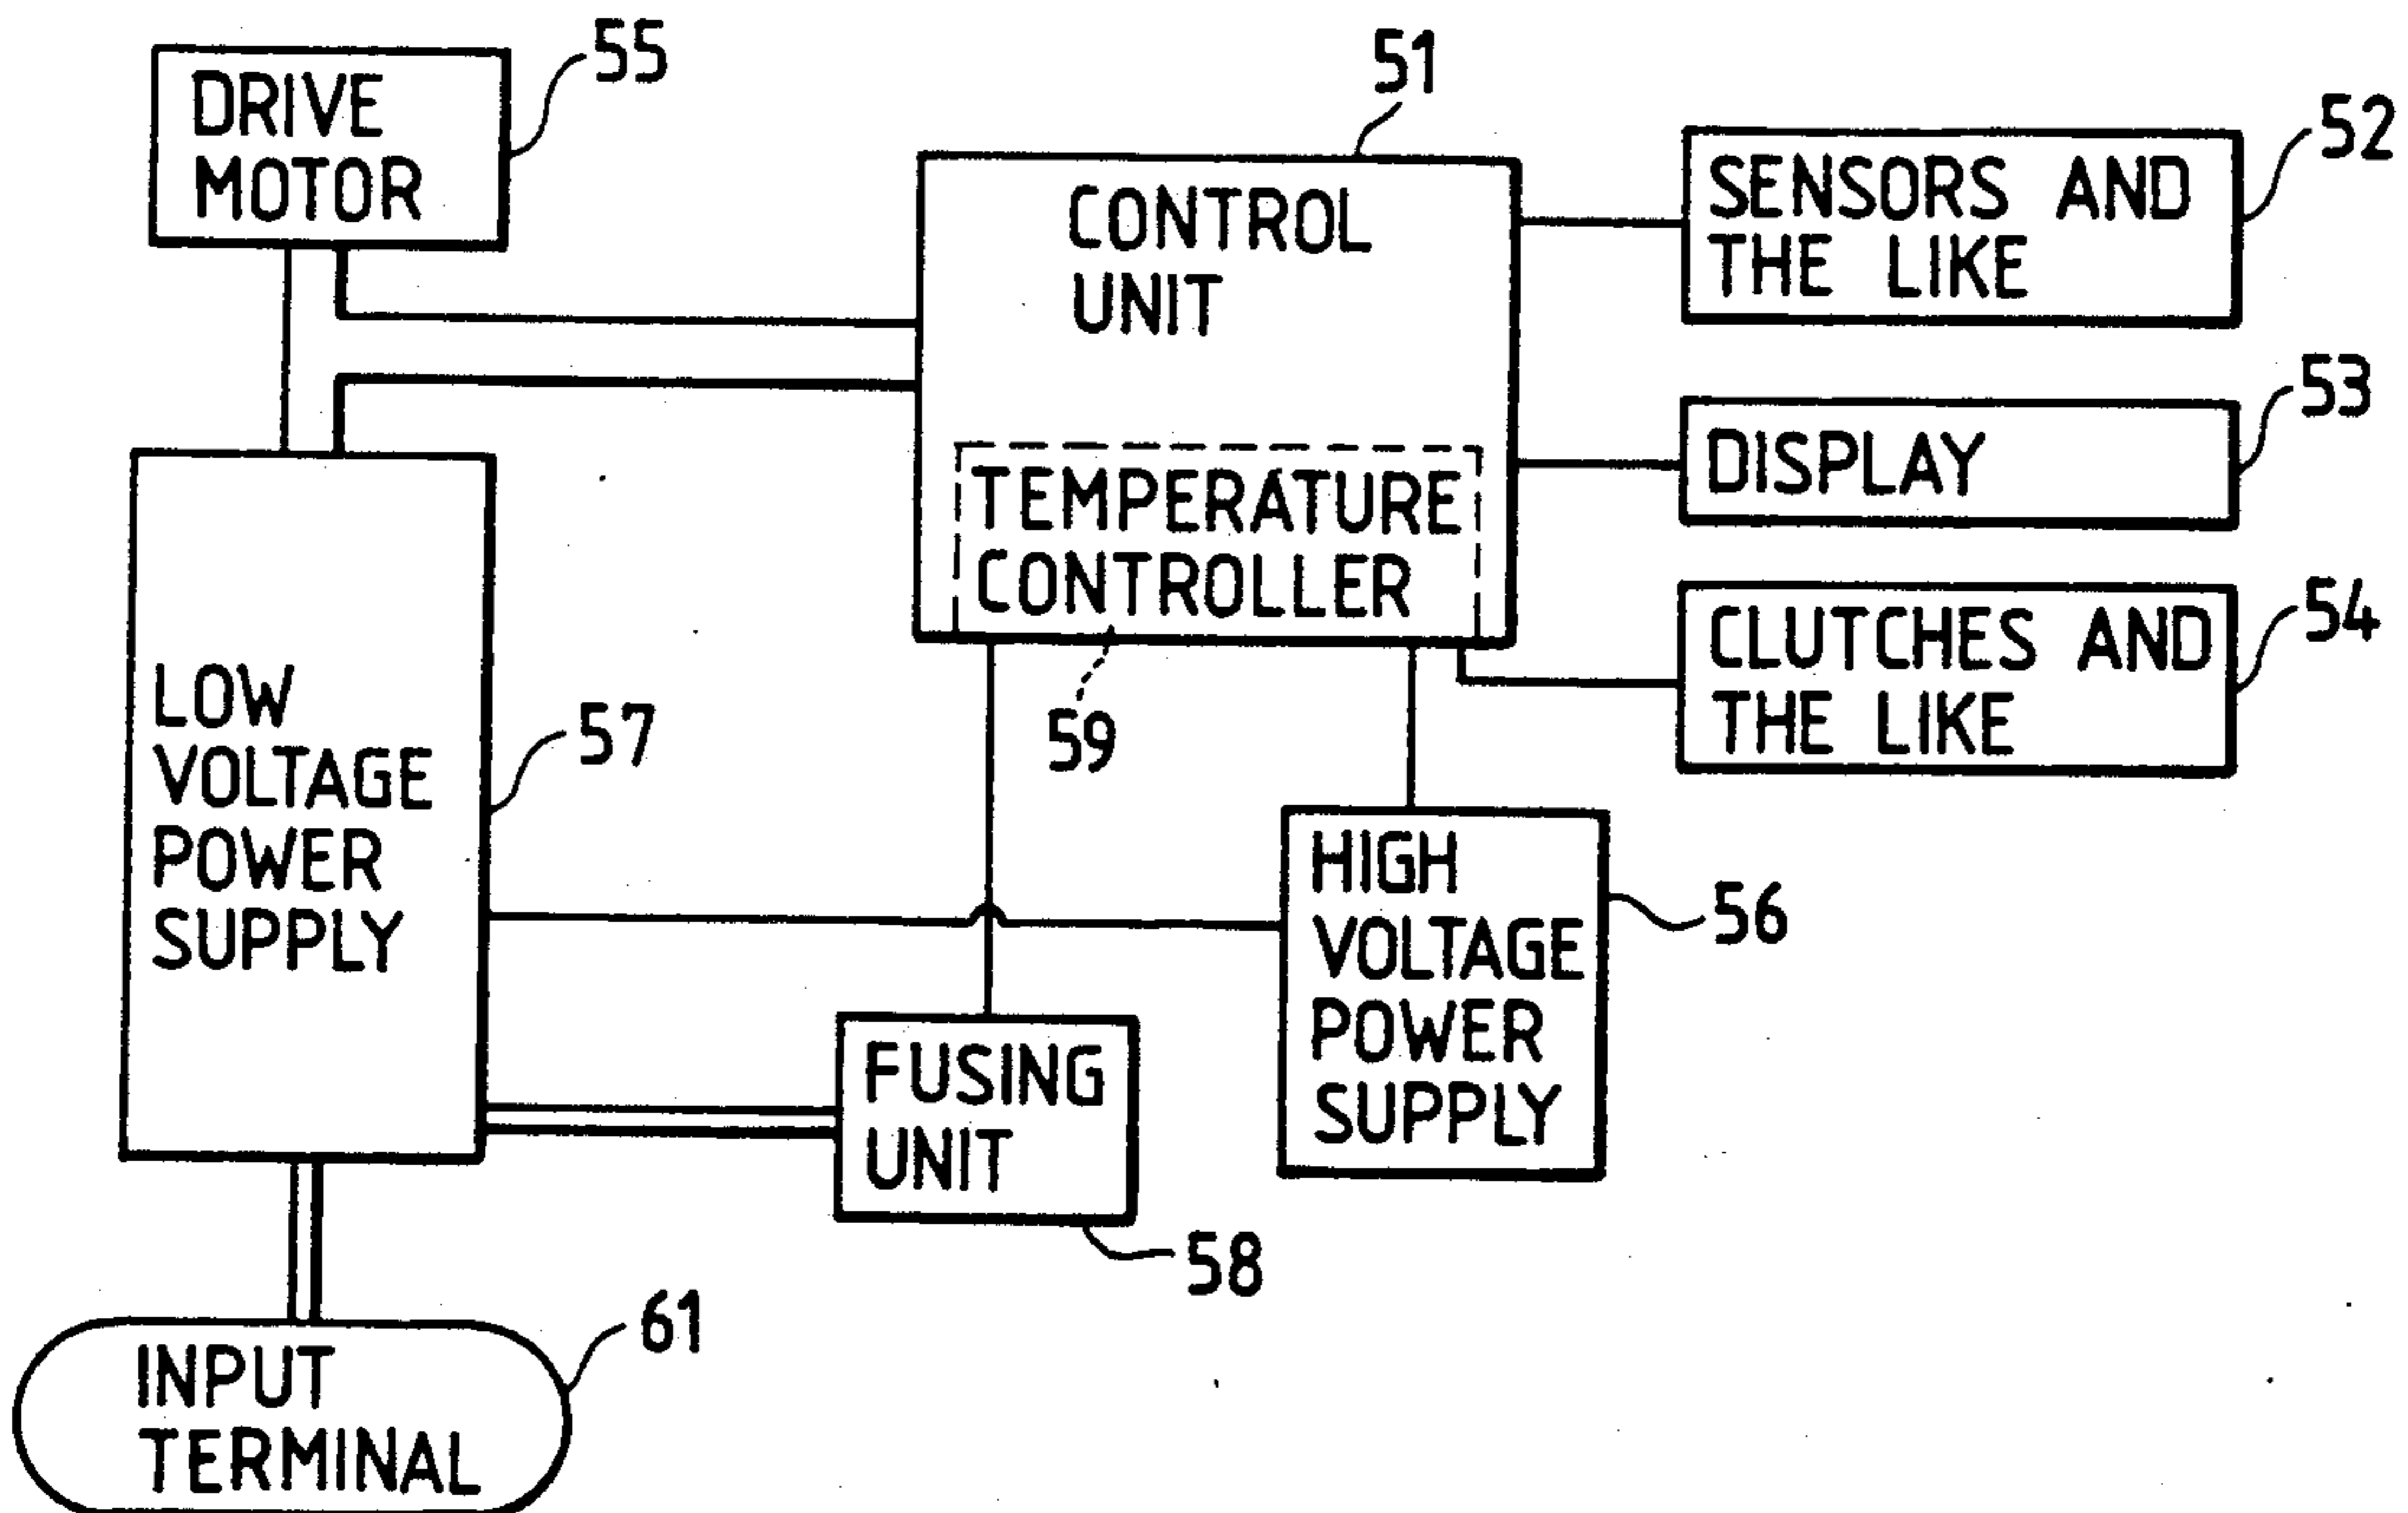 55
DRIVE
MOTOR
51
CONTROL
UNIT
52
SENSORS AND
THE LIKE
53
DISPLAY
TEMPERATURE
CONTROLLER
59
54
CLUTCHES AND
THE LIKE
LOW
VOLTAGE
POWER
SUPPLY
57
HIGH
VOLTAGE
POWER
SUPPLY
56
FUSING
UNIT
58
61
INPUT
TERMINAL